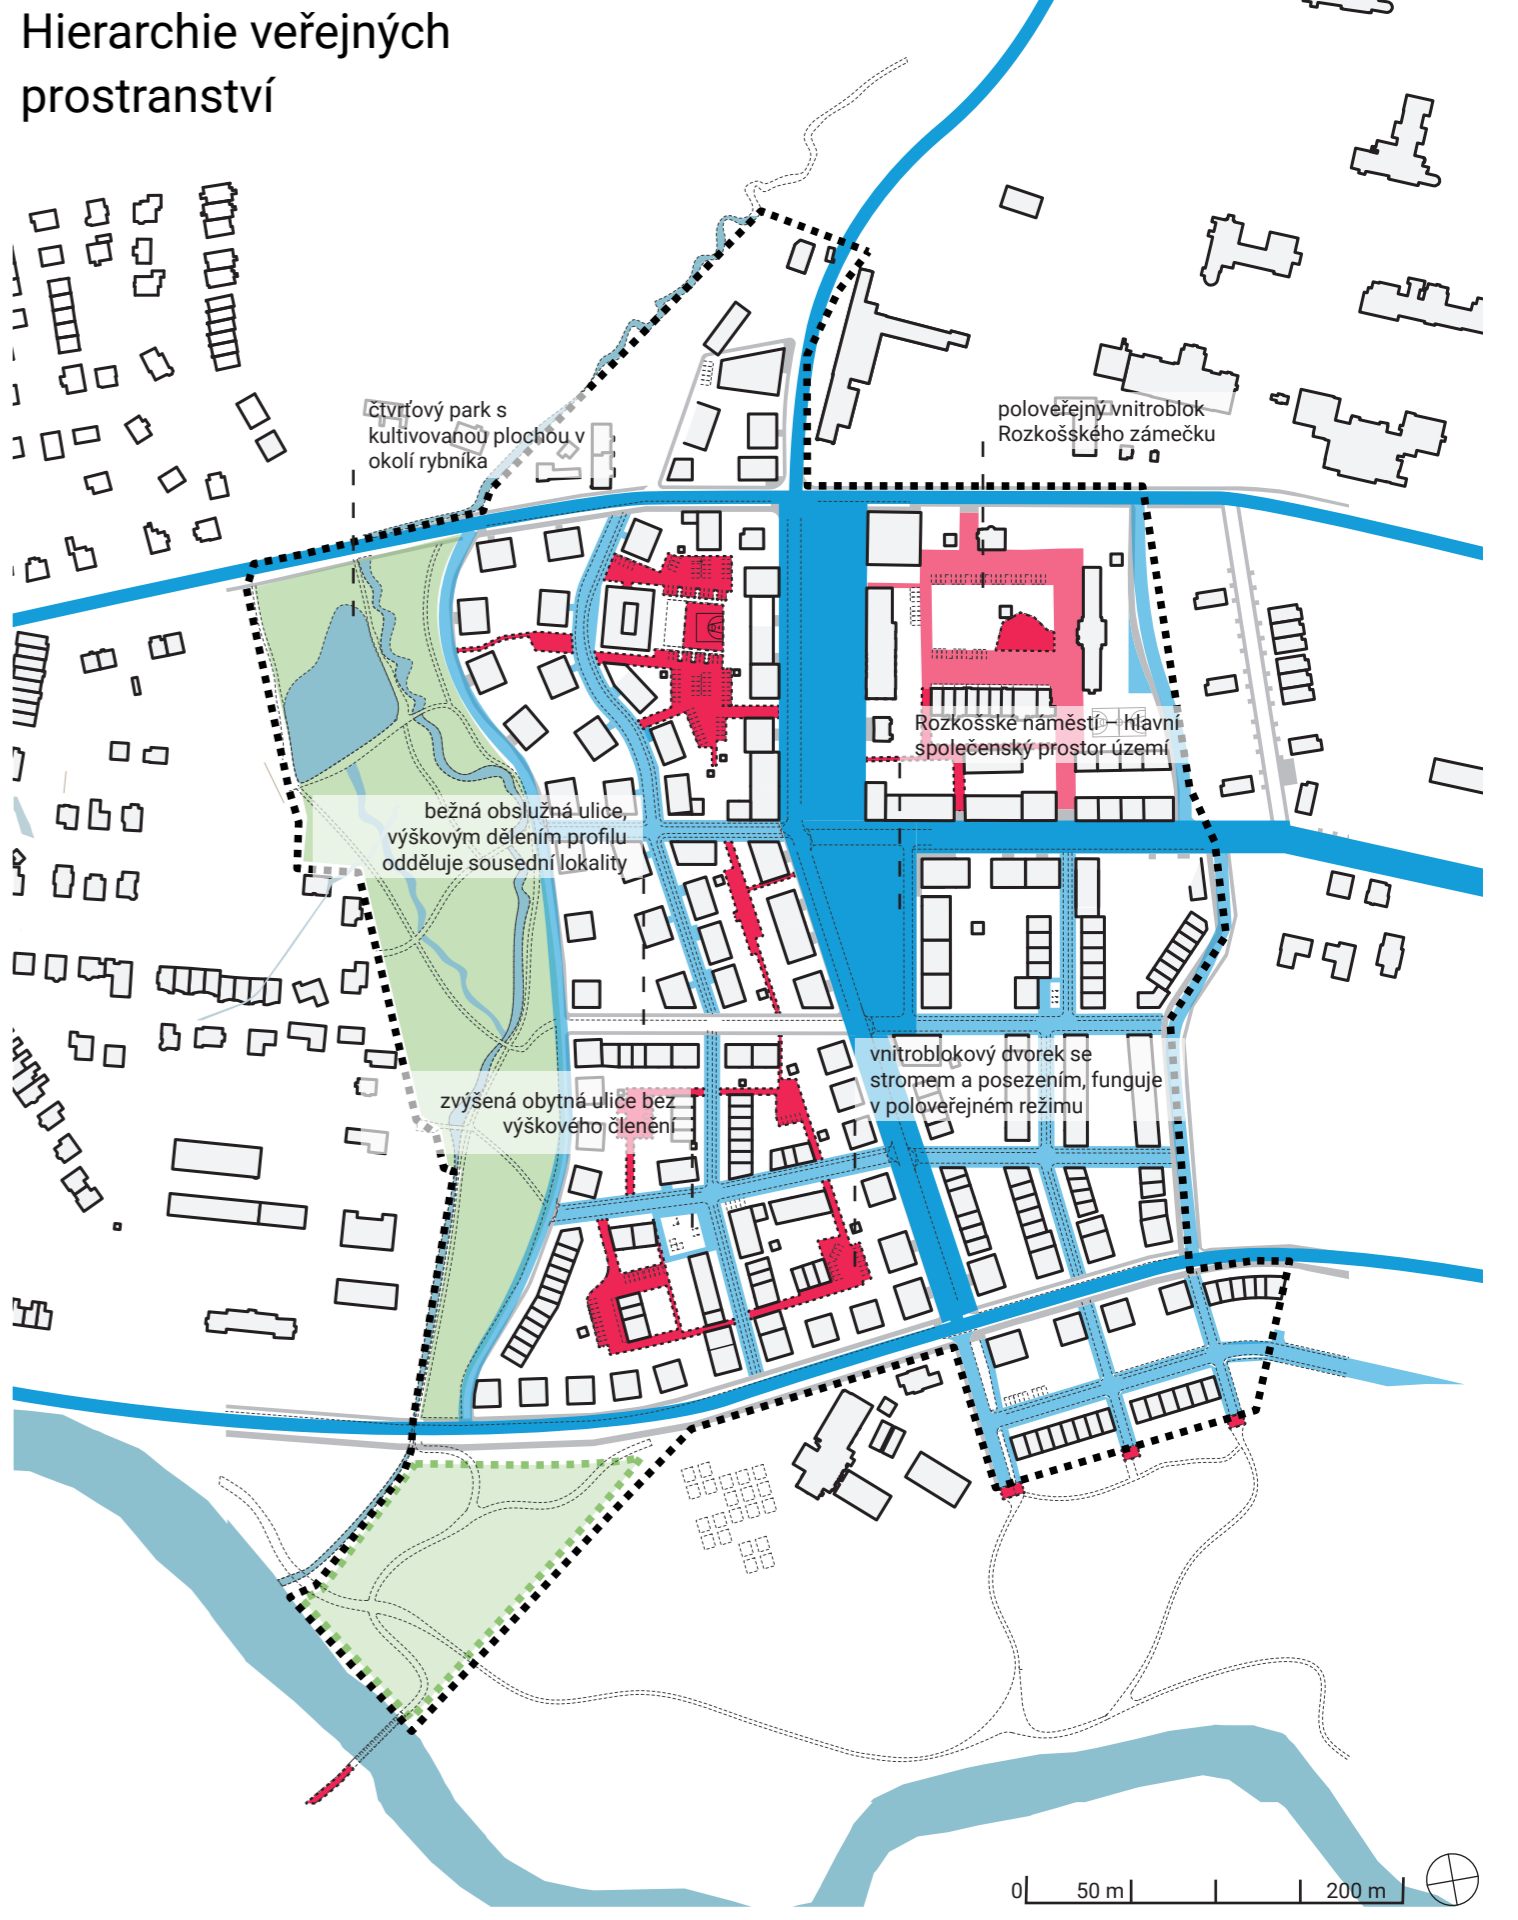 Hierarchie veřejných
prostranství
čtvrťový park s
kultivovanou plochou v
okolí rybníka
poloveřejný vnitroblok
Rozkošského zámečku
Rozkošské náměstí – hlavní
společenský prostor území
bežná obslužná ulice,
výškovým dělením profilu
odděluje sousední lokality
vnitroblokový dvorek se
stromem a posezením, funguje
v poloveřejném režimu
zvýšená obytná ulice bez
výškového členění
0 50 m 200 m